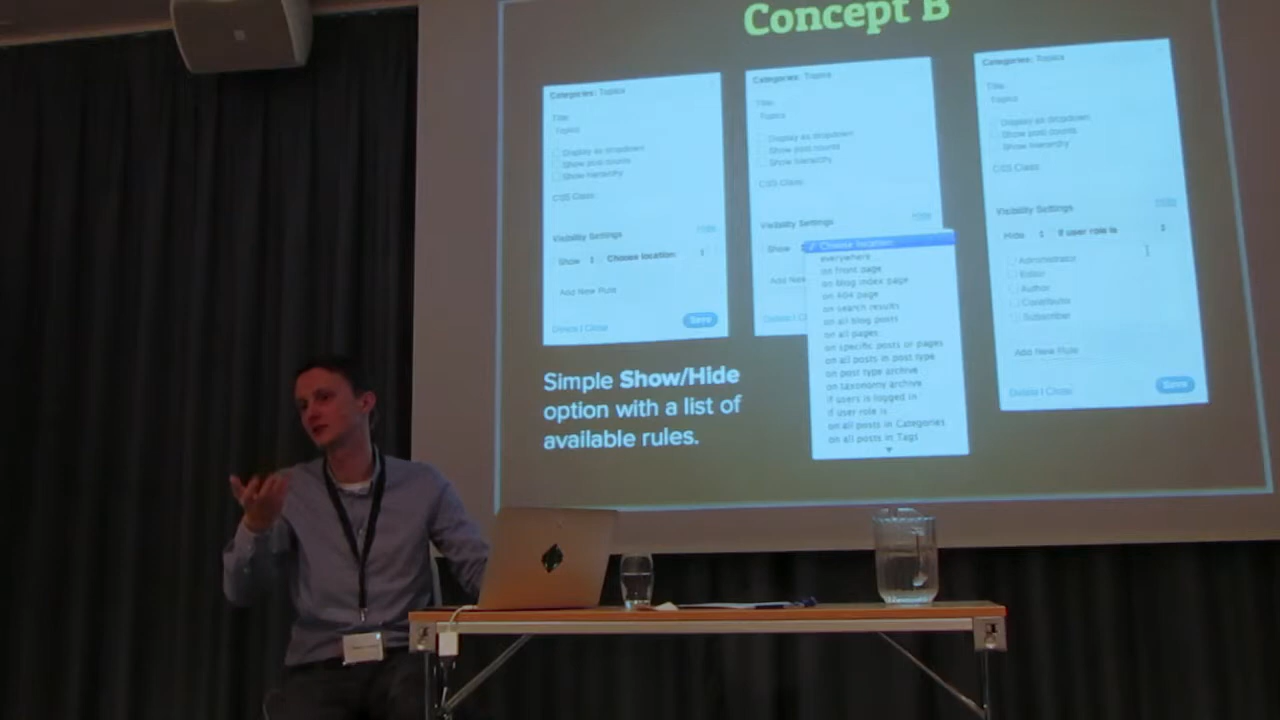 Concept B
Categories: Topics
Title:
Topics
Display as dropdown
Show post counts
Show hierarchy
CSS Class:
Visibility Settings
Hide
Show
Choose location:
Add New Rule
Delete | Close
Save
Simple Show/Hide
option with a list of
available rules.
Categories: Topics
Title:
Topics
Display as dropdown
Show post counts
Show hierarchy
CSS Class:
Visibility Settings
Hide
Show
Choose location:
everywhere
on front page
on blog index page
on 404 page
on search results
on all blog posts
on all pages
on specific posts or pages
on all posts in post type
on post type archive
on taxonomy archive
if users is logged in
if user role is
on all posts in Categories
on all posts in Tags
Add New
Delete | C
Categories: Topics
Title:
Topics
Display as dropdown
Show post counts
Show hierarchy
CSS Class:
Visibility Settings
Hide
Hide
if user role is
Administrator
Editor
Author
Contributor
Subscriber
Add New Rule
Delete | Close
Save